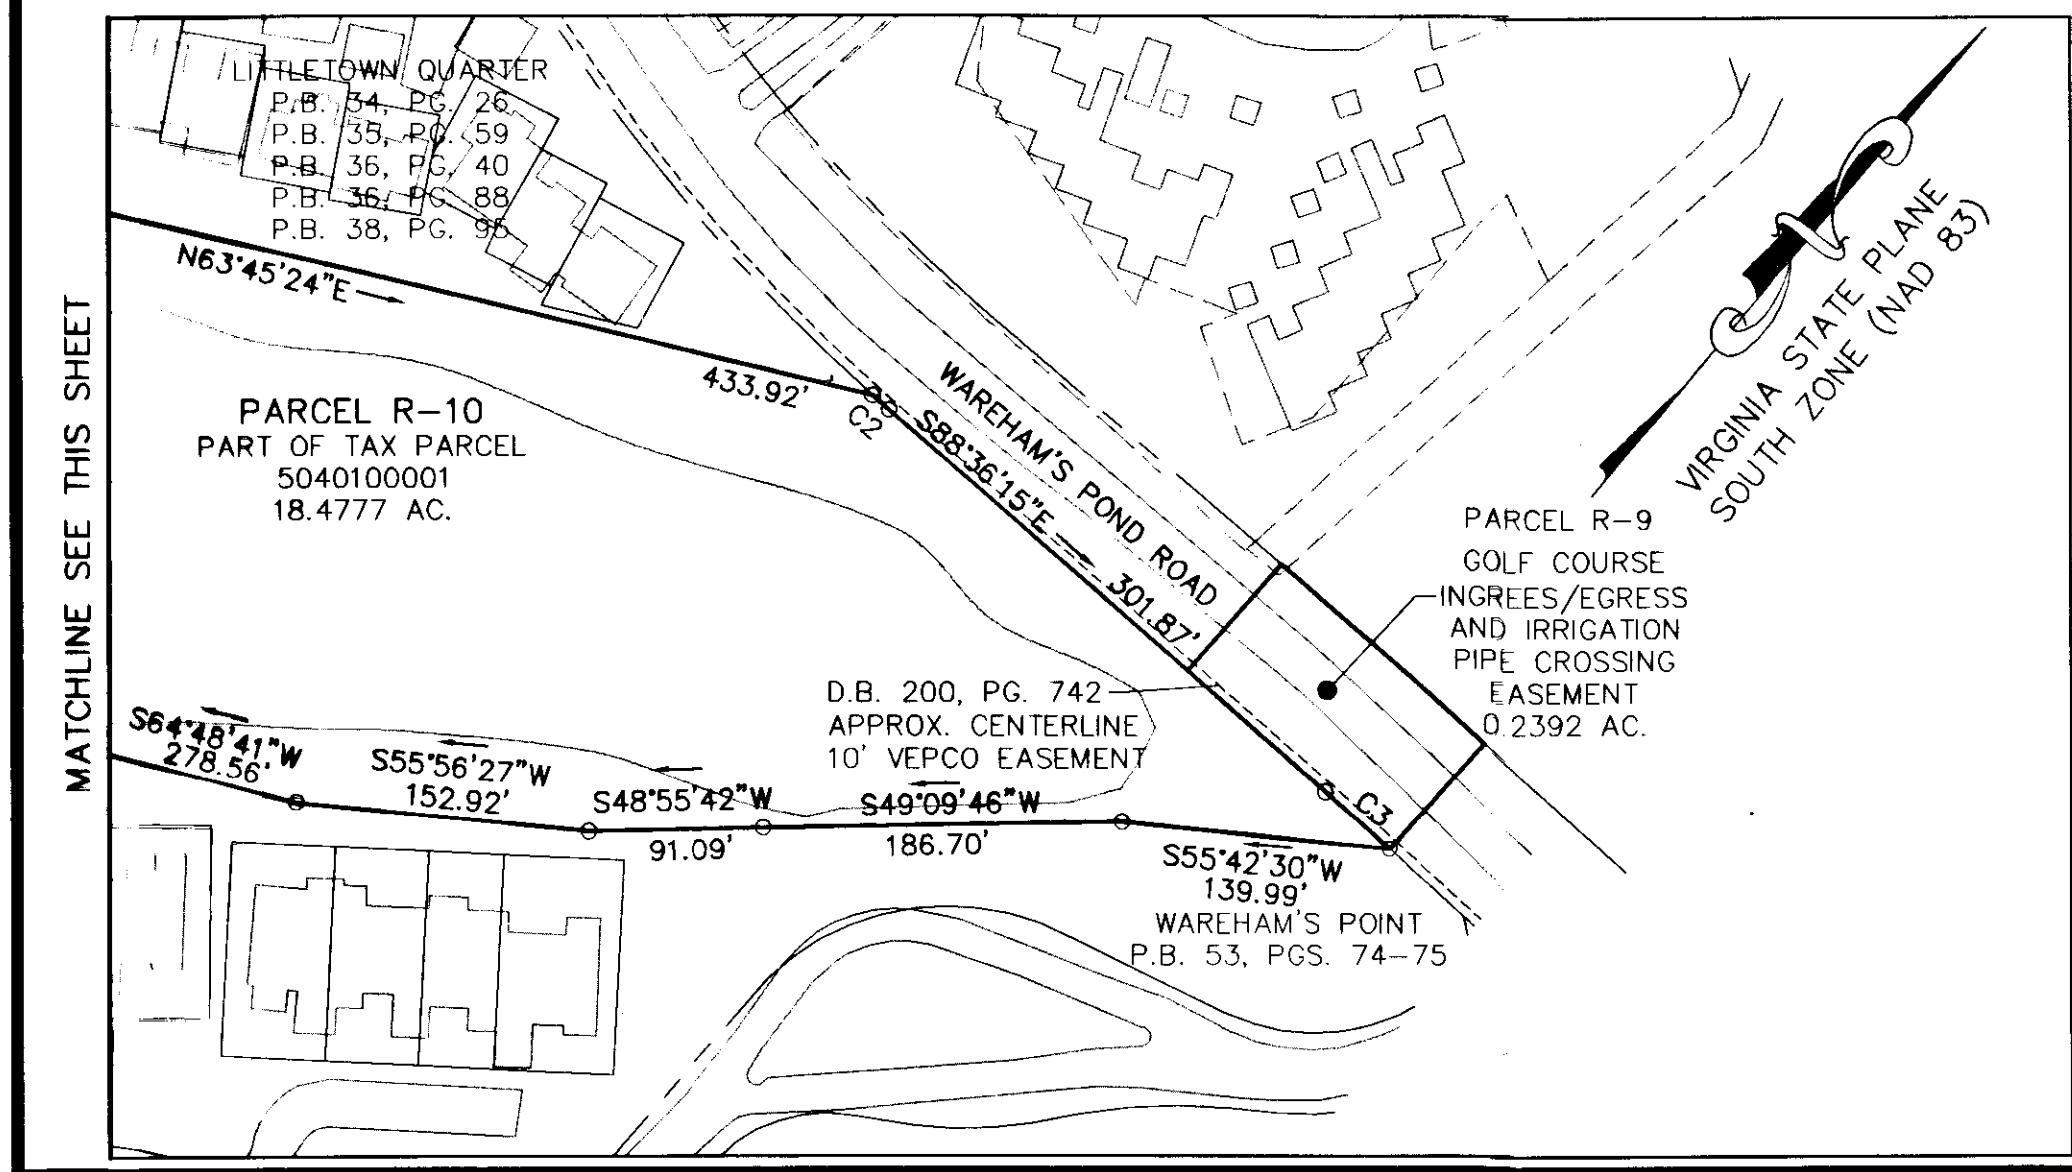 MATCHLINE SEE THIS SHEET
LITTLETOWN QUARTER
P.B. 34, PG. 26
P.B. 35, PG. 59
P.B. 36, PG. 40
P.B. 36, PG. 88
P.B. 38, PG. 95
N63°45'24"E
433.92'
C2
PARCEL R-10
PART OF TAX PARCEL
5040100001
18.4777 AC.
WAREHAM'S POND ROAD
S88°36'15"E
301.87'
VIRGINIA STATE PLANE
SOUTH ZONE (NAD 83)
PARCEL R-9
GOLF COURSE
INGREES/EGRESS
AND IRRIGATION
PIPE CROSSING
EASEMENT
0.2392 AC.
D.B. 200, PG. 742
APPROX. CENTERLINE
10' VEPCO EASEMENT
C3
S64°48'41"W
278.56'
S55°56'27"W
152.92'
S48°55'42"W
91.09'
S49°09'46"W
186.70'
S55°42'30"W
139.99'
WAREHAM'S POINT
P.B. 53, PGS. 74-75